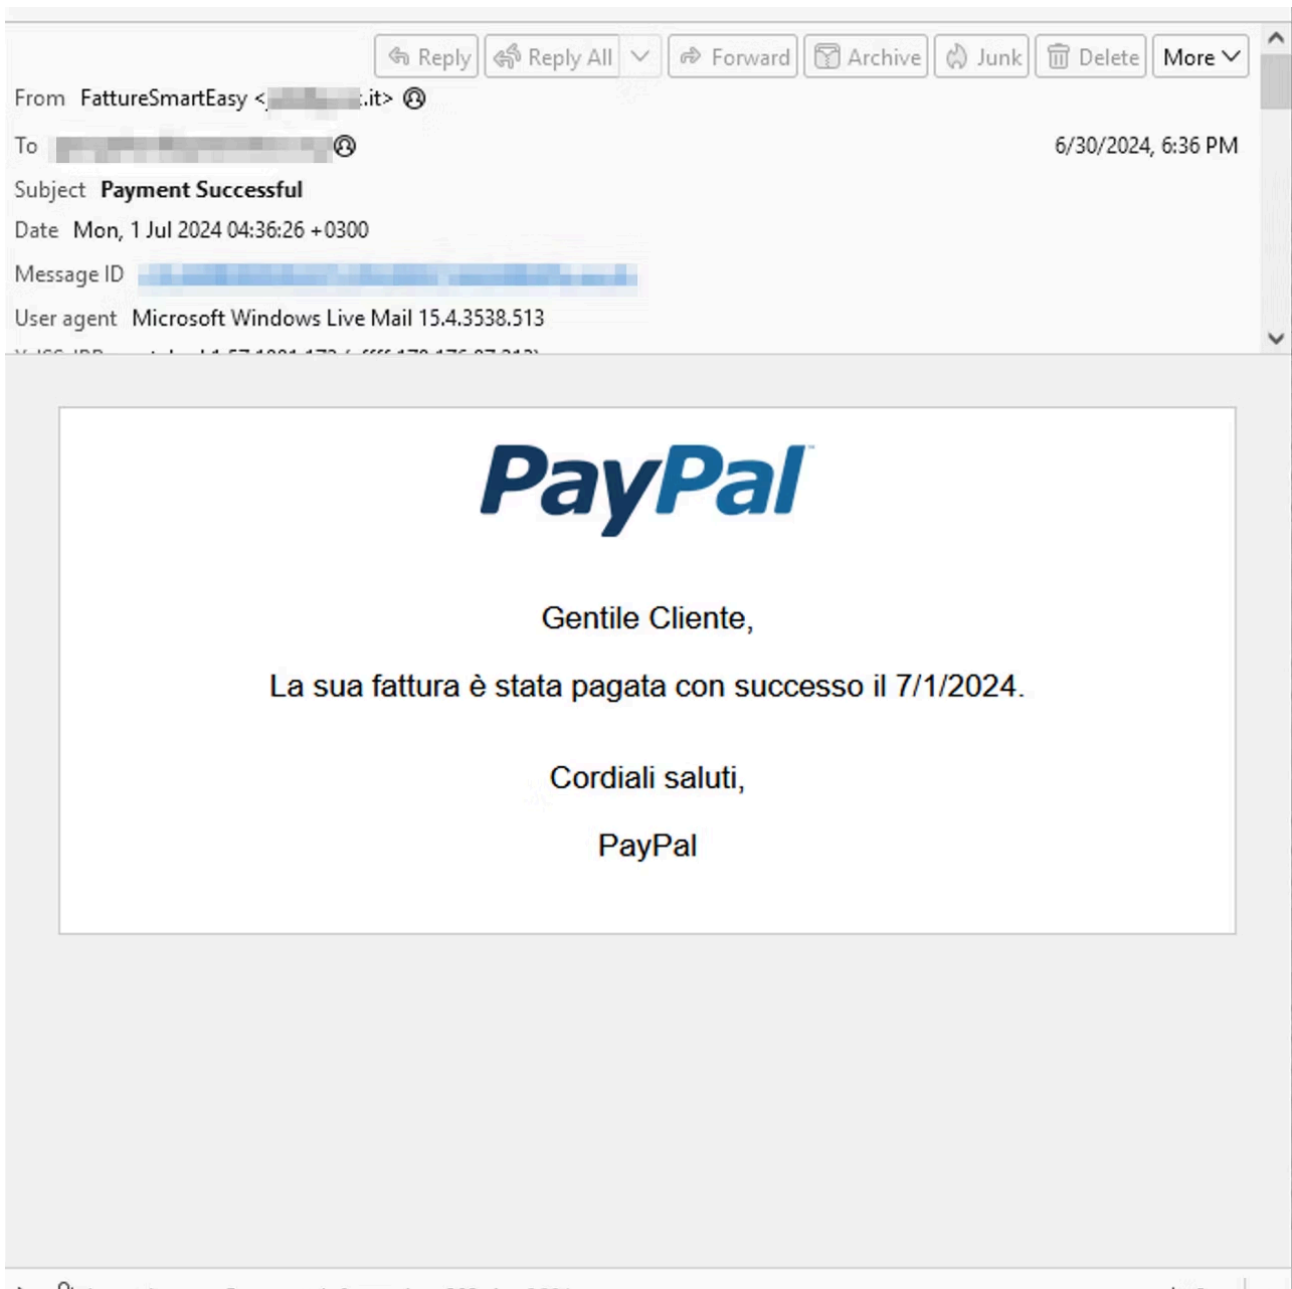 Reply Reply All Forward Archive Junk Delete More
From FattureSmartEasy < .it>
To 6/30/2024, 6:36 PM
Subject Payment Successful
Date Mon, 1 Jul 2024 04:36:26 +0300
Message ID
User agent Microsoft Windows Live Mail 15.4.3538.513
PayPal
Gentile Cliente,
La sua fattura è stata pagata con successo il 7/1/2024.
Cordiali saluti,
PayPal